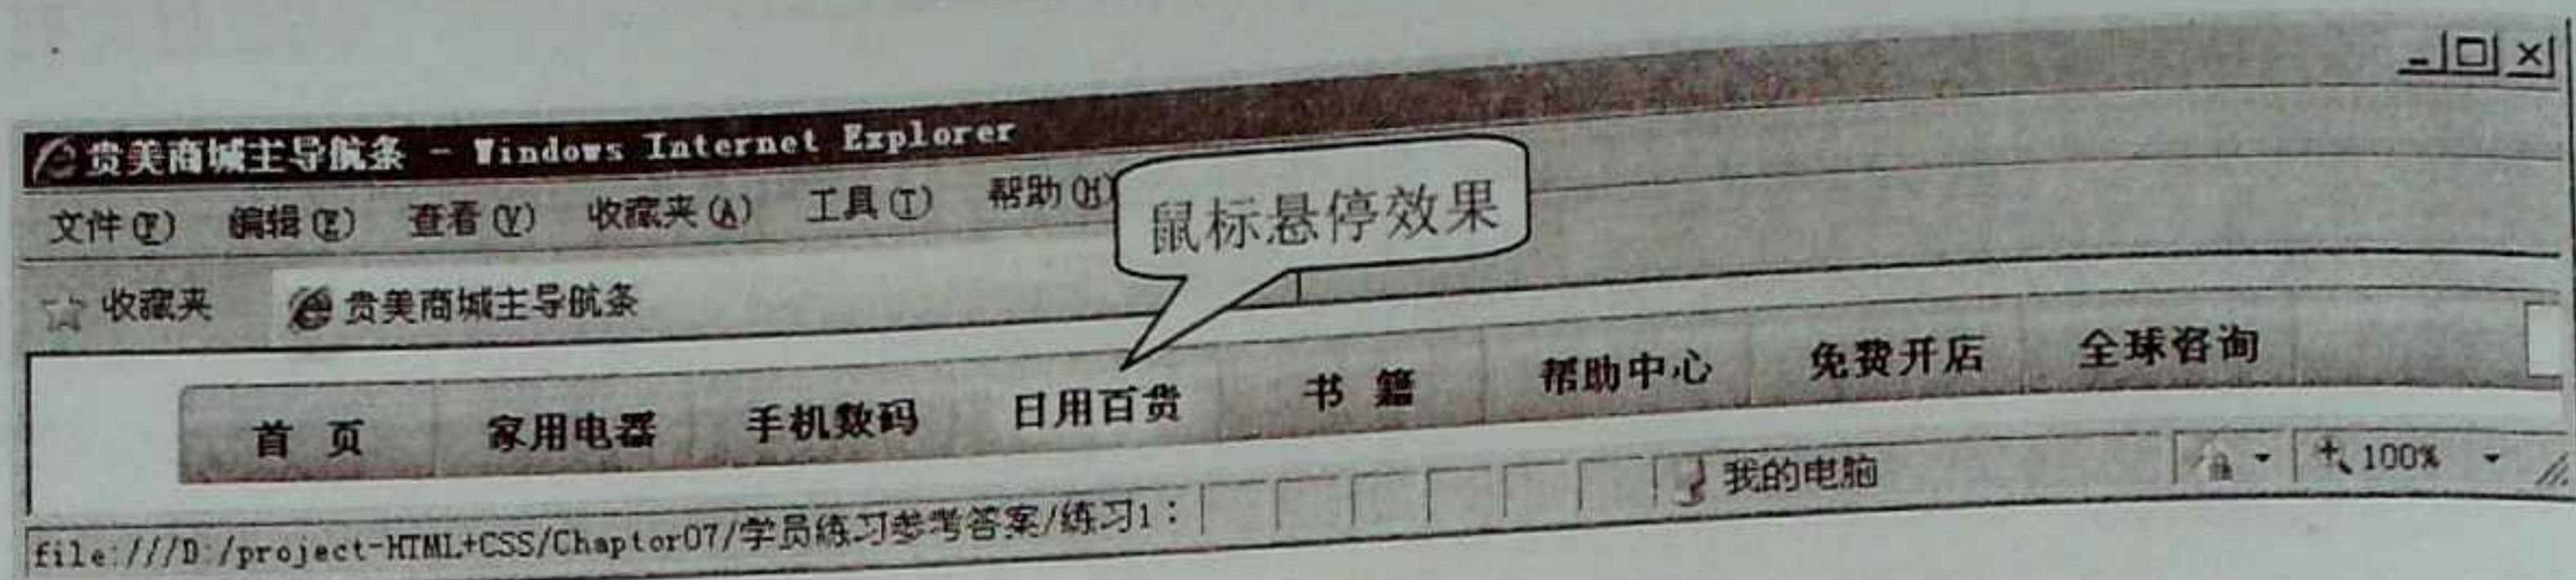 贵美商城主导航条 - Windows Internet Explorer
文件(F) 编辑(E) 查看(V) 收藏夹(A) 工具(T) 帮助(H)
鼠标悬停效果
收藏夹 贵美商城主导航条
首 页 家用电器 手机数码 日用百货 书 籍 帮助中心 免费开店 全球咨询
file:///D:/project-HTML+CSS/Chaptor07/学员练习参考答案/练习1: 我的电脑 100%